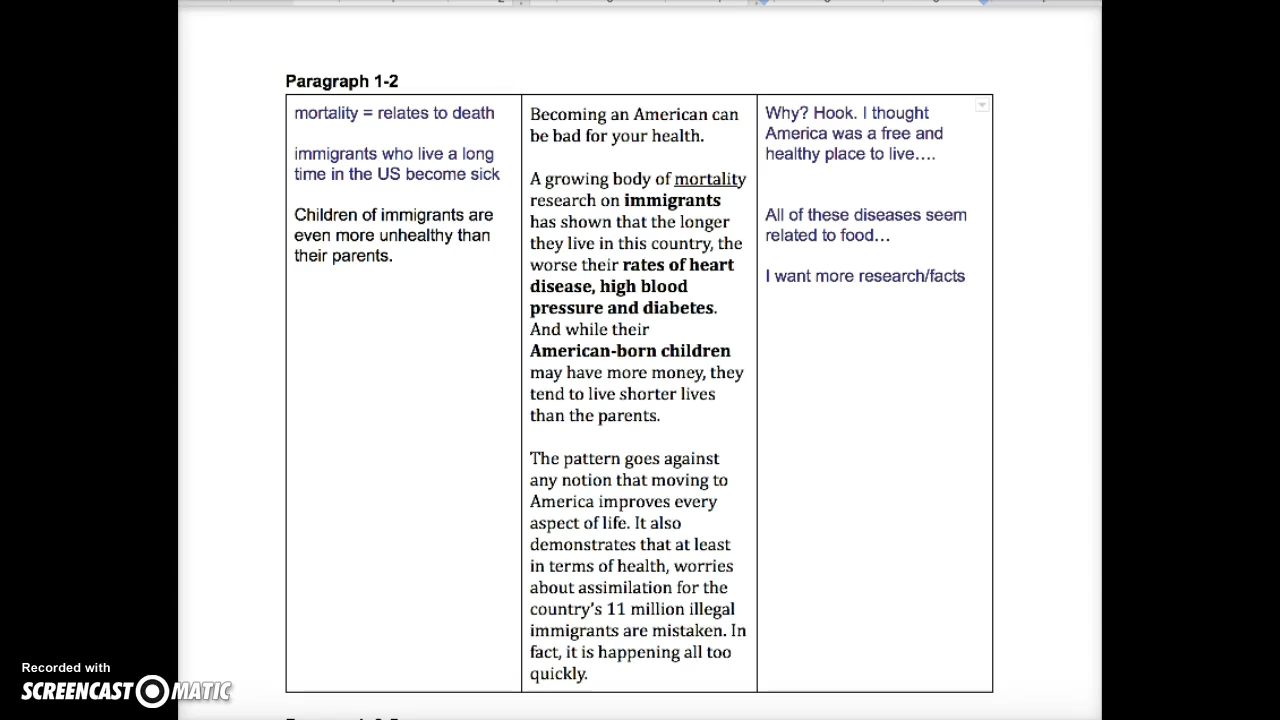 Paragraph 1-2
mortality = relates to death
immigrants who live a long
time in the US become sick
Children of immigrants are
even more unhealthy than
their parents.
Becoming an American can
be bad for your health.
A growing body of mortality
research on immigrants
has shown that the longer
they live in this country, the
worse their rates of heart
disease, high blood
pressure and diabetes.
And while their
American-born children
may have more money, they
tend to live shorter lives
than the parents.
The pattern goes against
any notion that moving to
America improves every
aspect of life. It also
demonstrates that at least
in terms of health, worries
about assimilation for the
country's 11 million illegal
immigrants are mistaken. In
fact, it is happening all too
quickly.
Why? Hook. I thought
America was a free and
healthy place to live....
All of these diseases seem
related to food...
I want more research/facts
Recorded with
SCREENCAST O MATIC